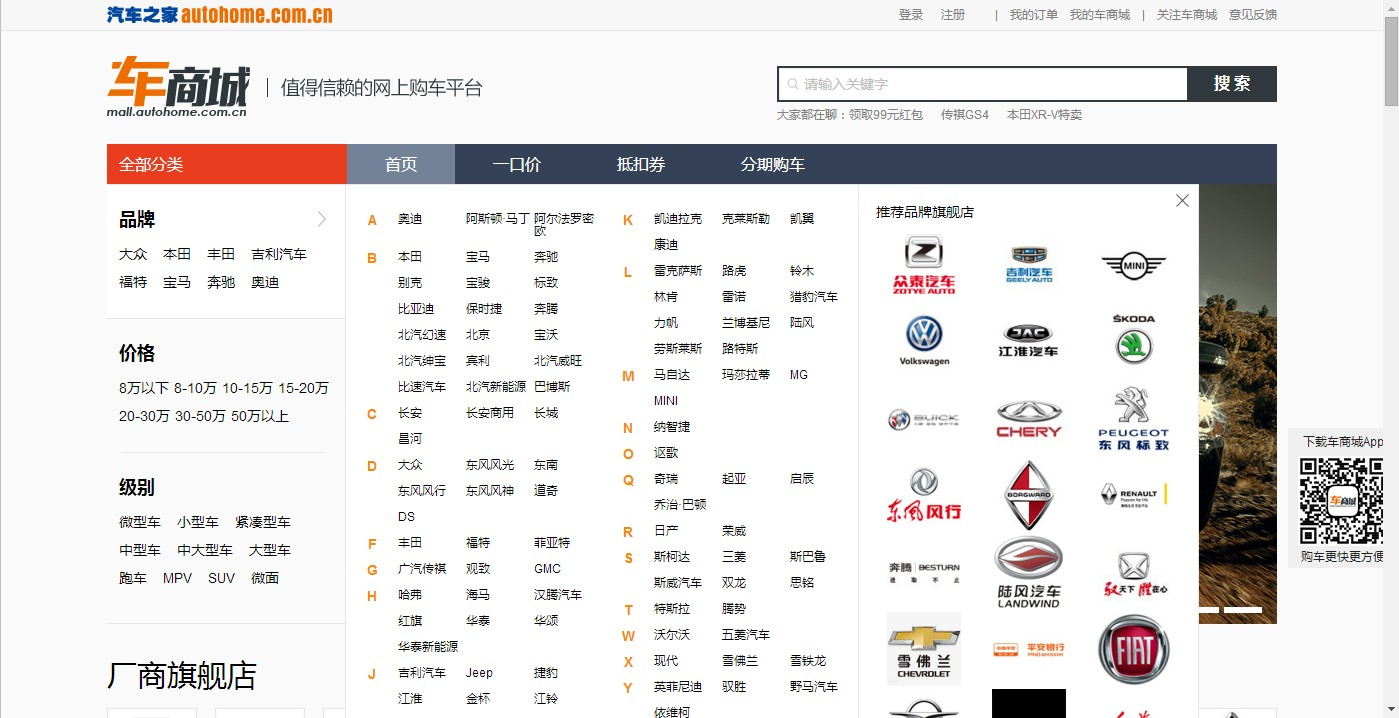 汽车之家 autohome.com.cn
登录 注册 | 我的订单 我的车商城 | 关注车商城 意见反馈
车商城 | 值得信赖的网上购车平台
mall.autohome.com.cn
请输入关键字 搜 索
大家都在聊：领取99元红包 传祺GS4 本田XR-V特卖
全部分类 首页 一口价 抵扣券 分期购车
品牌
大众 本田 丰田 吉利汽车
福特 宝马 奔驰 奥迪
价格
8万以下 8-10万 10-15万 15-20万
20-30万 30-50万 50万以上
级别
微型车 小型车 紧凑型车
中型车 中大型车 大型车
跑车 MPV SUV 微面
厂商旗舰店
A 奥迪 阿斯顿·马丁 阿尔法罗密
欧
B 本田 宝马 奔驰
别克 宝骏 标致
比亚迪 保时捷 奔腾
北汽幻速 北京 宝沃
北汽绅宝 宾利 北汽威旺
比速汽车 北汽新能源 巴博斯
C 长安 长安商用 长城
昌河
D 大众 东风风光 东南
东风风行 东风风神 道奇
DS
F 丰田 福特 菲亚特
G 广汽传祺 观致 GMC
H 哈弗 海马 汉腾汽车
红旗 华泰 华颂
华泰新能源
J 吉利汽车 Jeep 捷豹
江淮 金杯 江铃
K 凯迪拉克 克莱斯勒 凯翼
康迪
L 雷克萨斯 路虎 铃木
林肯 雷诺 猎豹汽车
力帆 兰博基尼 陆风
劳斯莱斯 路特斯
M 马自达 玛莎拉蒂 MG
MINI
N 纳智捷
O 讴歌
Q 奇瑞 起亚 启辰
乔治·巴顿
R 日产 荣威
S 斯柯达 三菱 斯巴鲁
斯威汽车 双龙 思铭
T 特斯拉 腾势
W 沃尔沃 五菱汽车
X 现代 雪佛兰 雪铁龙
Y 英菲尼迪 驭胜 野马汽车
依维柯
推荐品牌旗舰店
众泰汽车
ZOTYE AUTO
吉利汽车
GEELY AUTO
MINI
Volkswagen
JAC
江淮汽车
ŠKODA
BUICK
CHERY
PEUGEOT
东风标致
东风风行
BORGWARD
RENAULT
Passion for life
奔腾 BESTURN
进 取 不 止
陆风汽车
LANDWIND
驭天下 胜在心
雪佛兰
CHEVROLET
平安银行
PING AN BANK
FIAT
下载车商城App
车商城
购车更快更方便